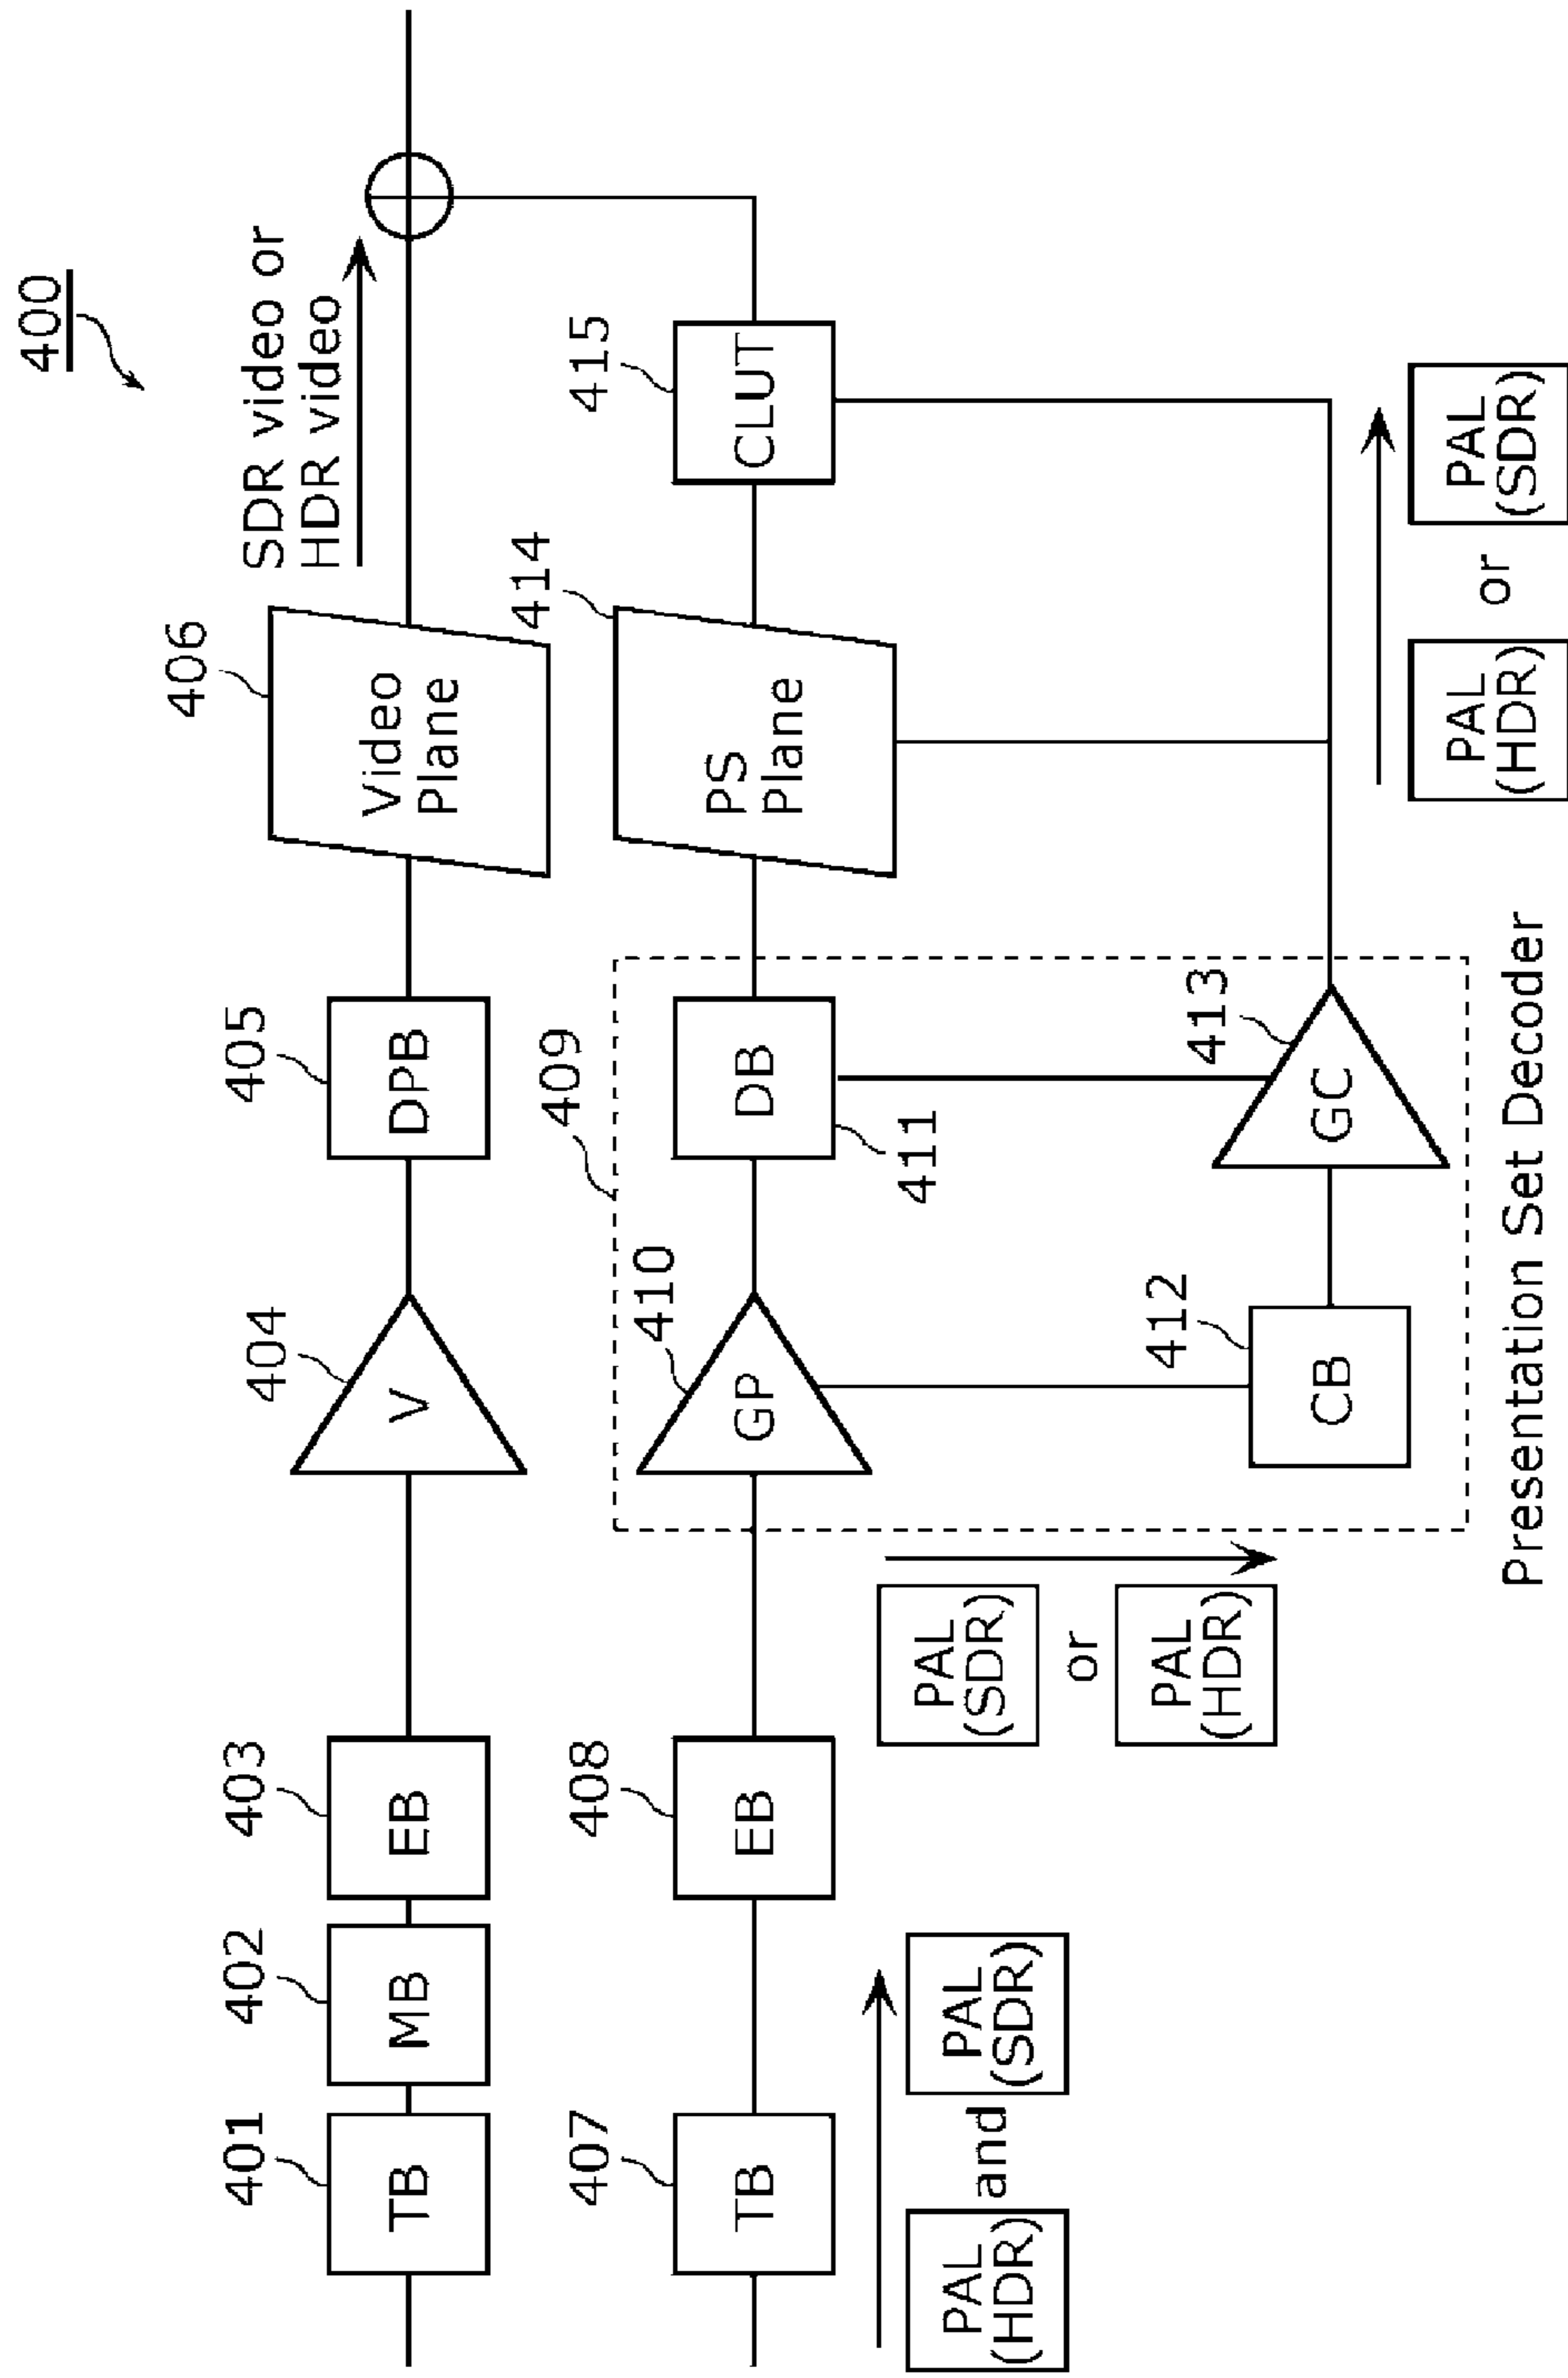 400
SDR video or
HDR video
401
402
403
404
405
406
TB
MB
EB
V
DPB
Video
Plane
407
408
409
410
411
414
415
TB
EB
GP
DB
PS
Plane
CLUT
412
413
CB
GC
PAL
(HDR)
and
PAL
(SDR)
PAL
(SDR)
or
PAL
(HDR)
PAL
(HDR)
or
PAL
(SDR)
Presentation Set Decoder